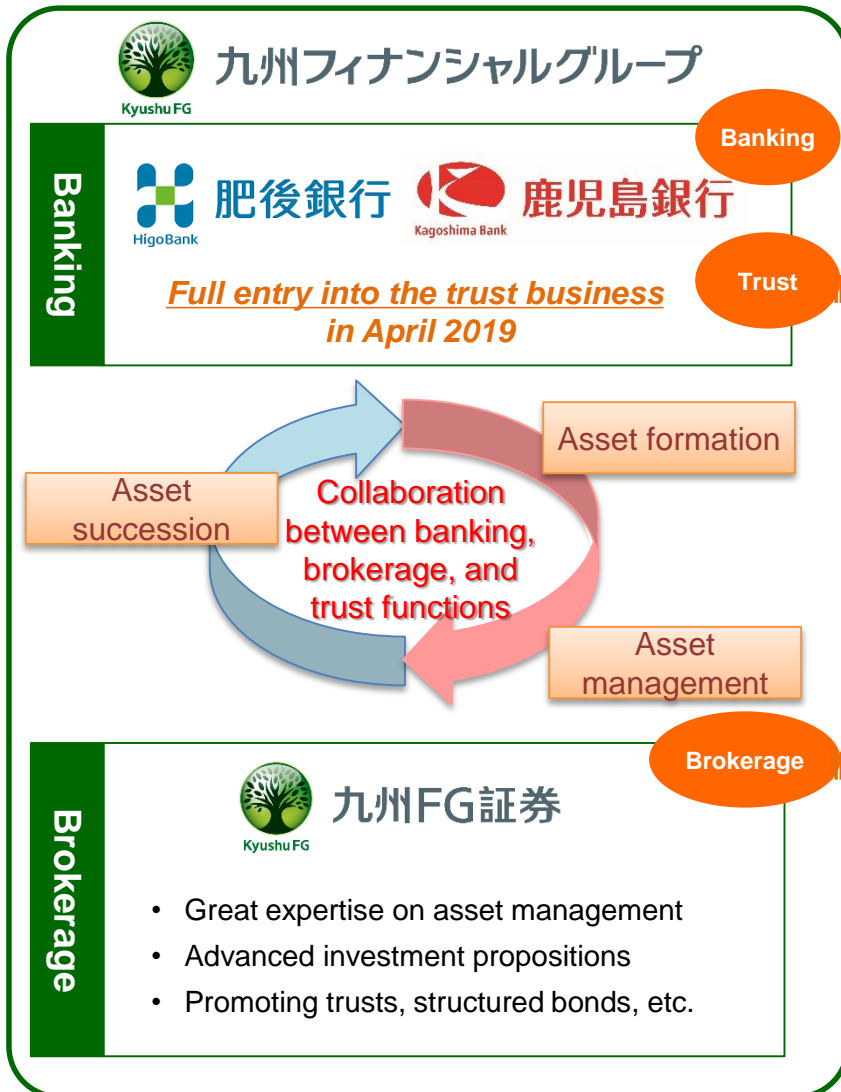 九州フィナンシャルグループ
Kyushu FG
Banking
Banking
肥後銀行
HigoBank
鹿児島銀行
Kagoshima Bank
Trust
Full entry into the trust business
in April 2019
Asset formation
Asset
succession
Collaboration
between banking,
brokerage, and
trust functions
Asset
management
Brokerage
Brokerage
九州FG証券
Kyushu FG
• Great expertise on asset management
• Advanced investment propositions
• Promoting trusts, structured bonds, etc.